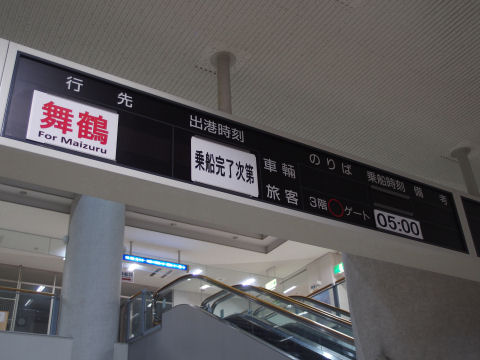 行先 出港時刻 のりば 乗船時刻 備考
舞鶴
For Maizuru
乗船完了次第
車輛
旅客 3階 ゲート 05:00